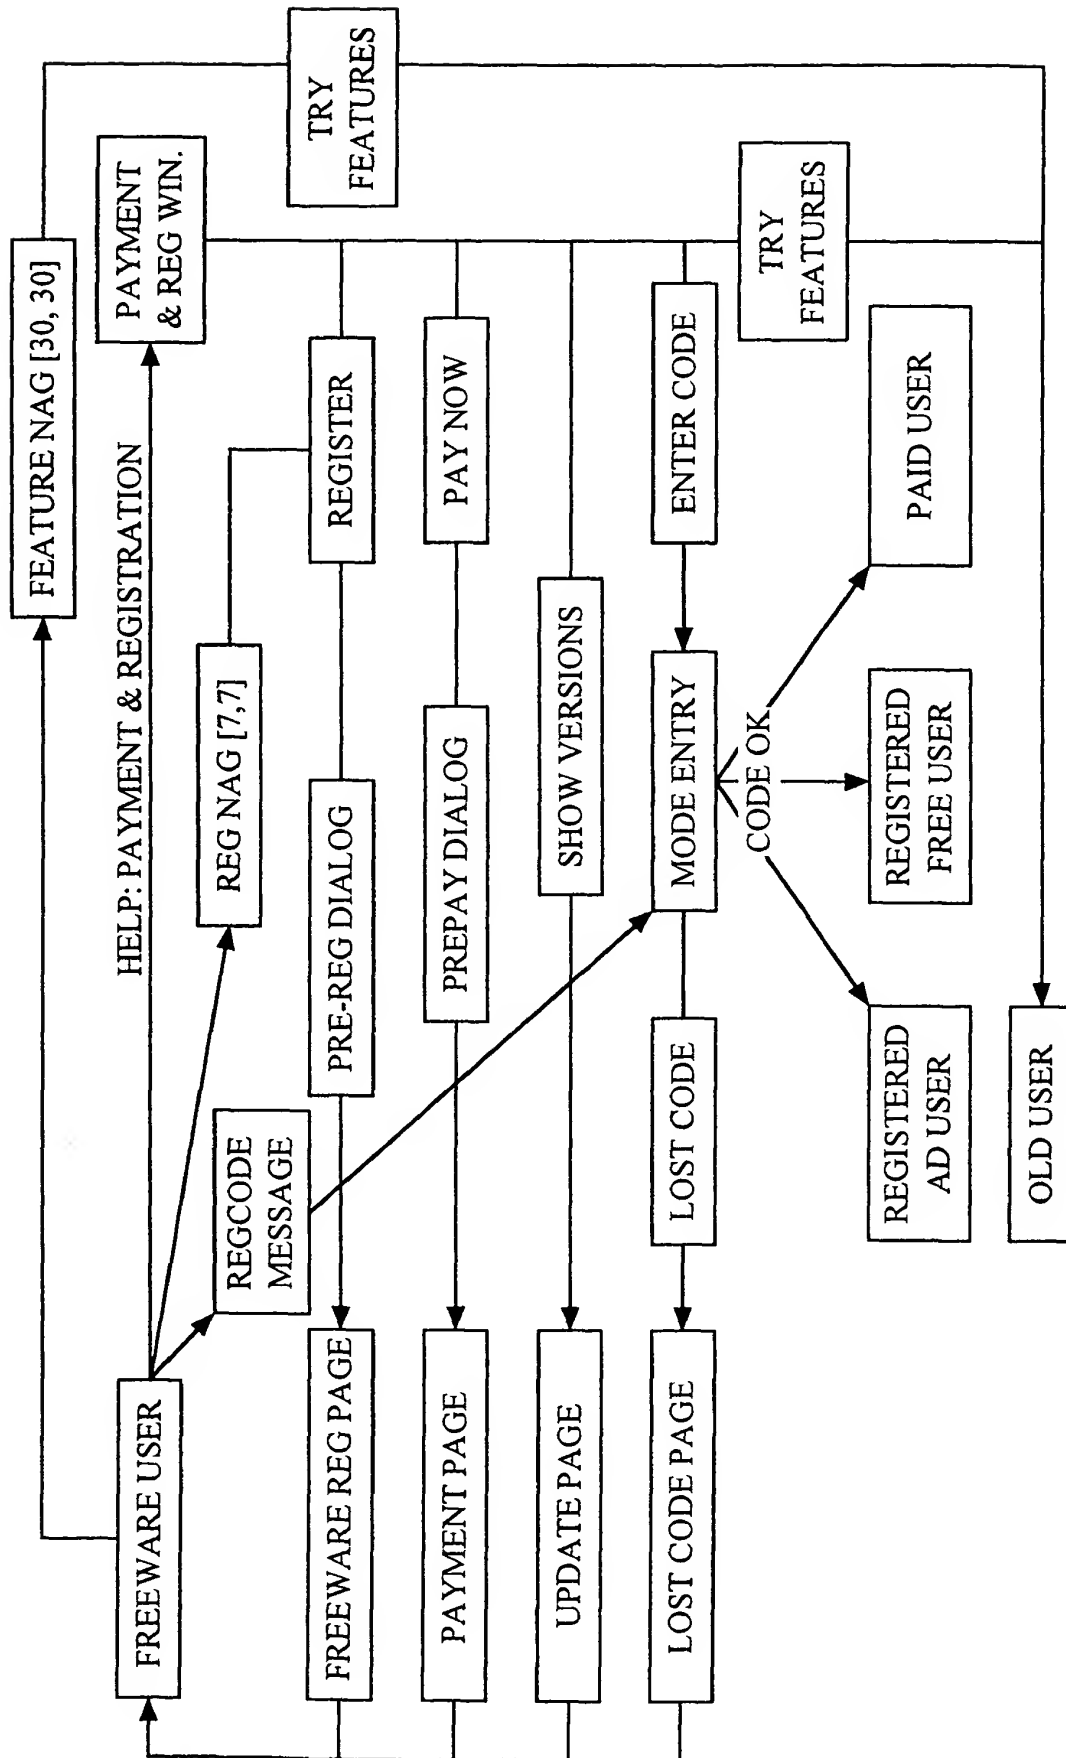 FREEWARE USER
FEATURE NAG [30, 30]
TRY
FEATURES
HELP: PAYMENT & REGISTRATION
PAYMENT
& REG WIN.
REG NAG [7,7]
REGCODE
MESSAGE
FREEWARE REG PAGE
PRE-REG DIALOG
REGISTER
PAYMENT PAGE
PREPAY DIALOG
PAY NOW
UPDATE PAGE
SHOW VERSIONS
LOST CODE PAGE
LOST CODE
MODE ENTRY
ENTER CODE
TRY
FEATURES
CODE OK
REGISTERED
AD USER
REGISTERED
FREE USER
PAID USER
OLD USER